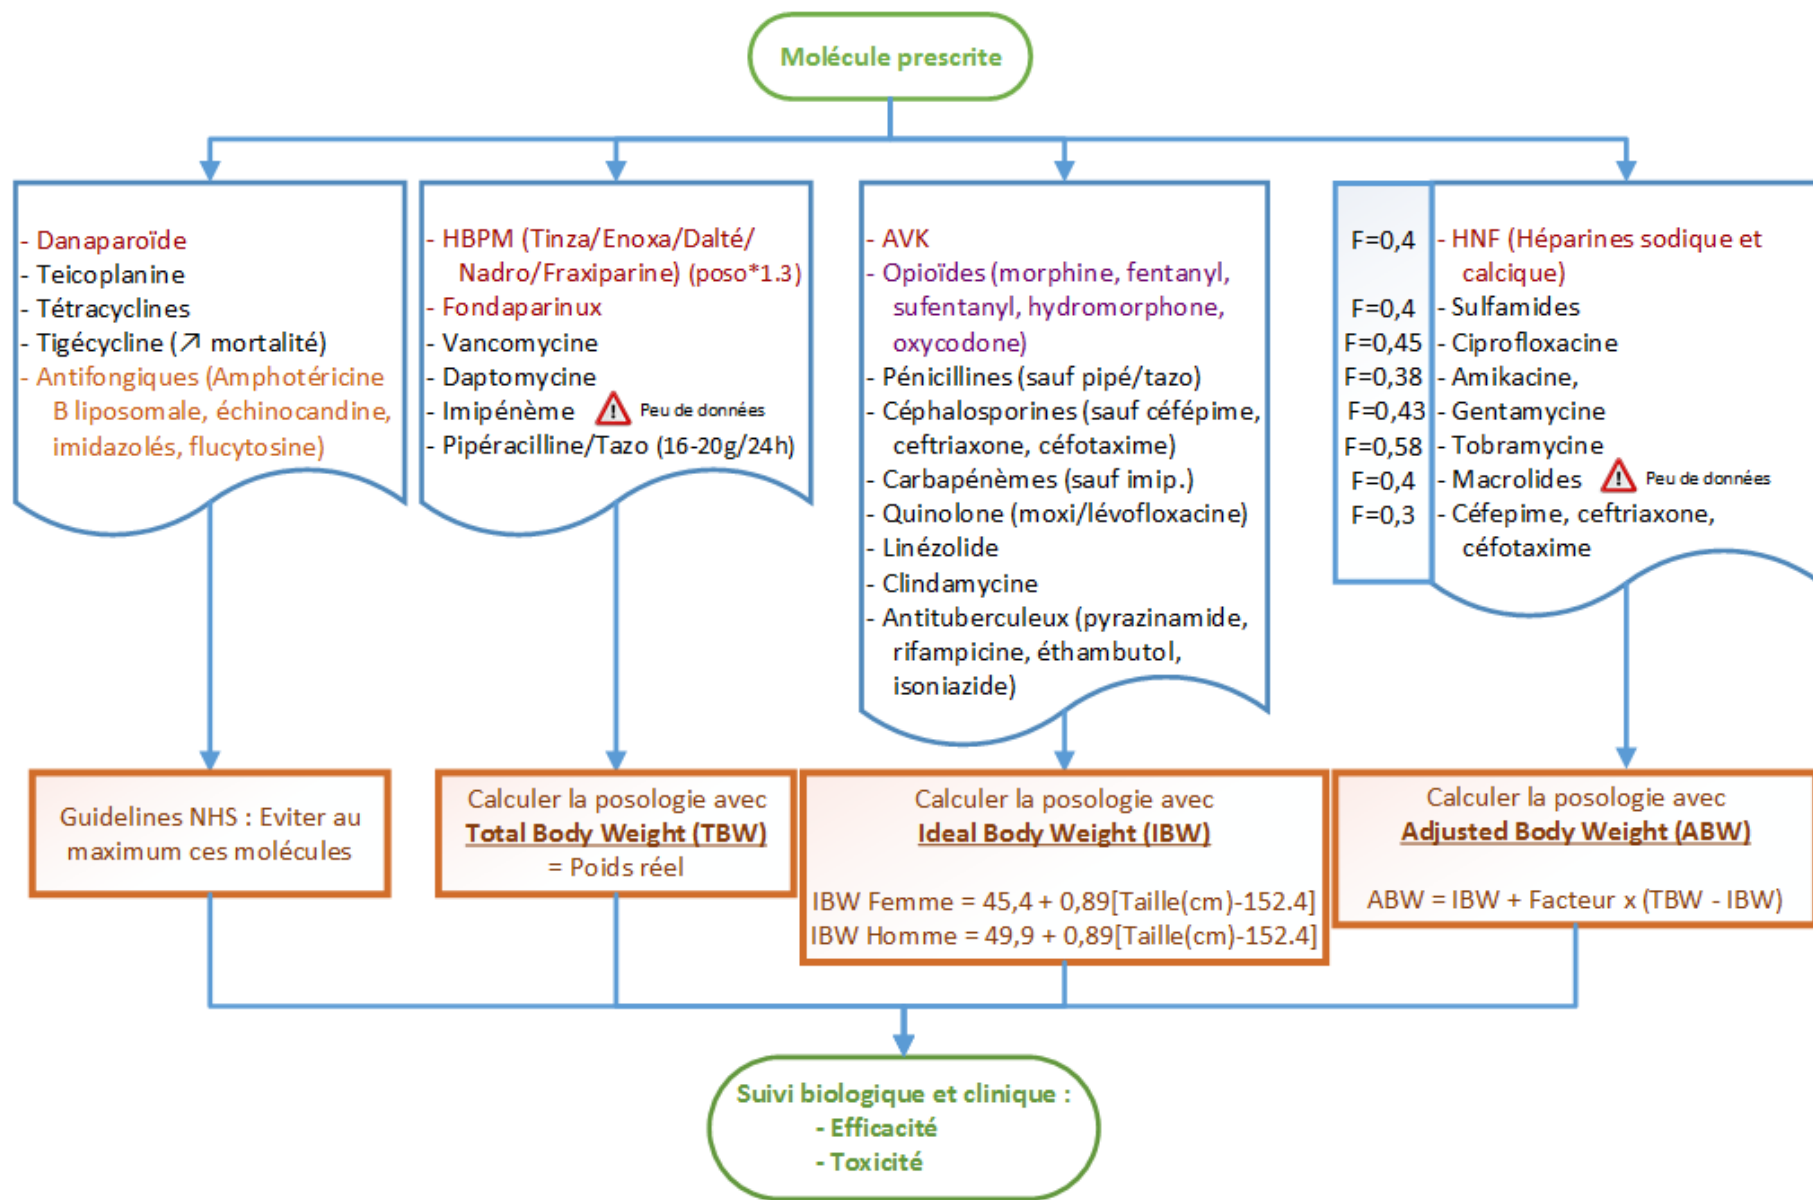 Molécule prescrite
- Danaparoïde
- Teicoplanine
- Tétracyclines
- Tigécycline (↗ mortalité)
- Antifongiques (Amphotéricine
B liposomale, échinocandine,
imidazolés, flucytosine)
- HBPM (Tinza/Enoxa/Dalté/
Nadro/Fraxiparine) (poso*1.3)
- Fondaparinux
- Vancomycine
- Daptomycine
- Imipénème Peu de données
- Pipéracilline/Tazo (16-20g/24h)
- AVK
- Opioïdes (morphine, fentanyl,
sufentanyl, hydromorphone,
oxycodone)
- Pénicillines (sauf pipé/tazo)
- Céphalosporines (sauf céfépime,
ceftriaxone, céfotaxime)
- Carbapénèmes (sauf imip.)
- Quinolone (moxi/lévofloxacine)
- Linézolide
- Clindamycine
- Antituberculeux (pyrazinamide,
rifampicine, éthambutol,
isoniazide)
F=0,4 - HNF (Héparines sodique et
calcique)
F=0,4 - Sulfamides
F=0,45 - Ciprofloxacine
F=0,38 - Amikacine,
F=0,43 - Gentamycine
F=0,58 - Tobramycine
F=0,4 - Macrolides Peu de données
F=0,3 - Céfepime, ceftriaxone,
céfotaxime
Guidelines NHS : Eviter au
maximum ces molécules
Calculer la posologie avec
Total Body Weight (TBW)
= Poids réel
Calculer la posologie avec
Ideal Body Weight (IBW)
IBW Femme = 45,4 + 0,89[Taille(cm)-152.4]
IBW Homme = 49,9 + 0,89[Taille(cm)-152.4]
Calculer la posologie avec
Adjusted Body Weight (ABW)
ABW = IBW + Facteur x (TBW - IBW)
Suivi biologique et clinique :
- Efficacité
- Toxicité